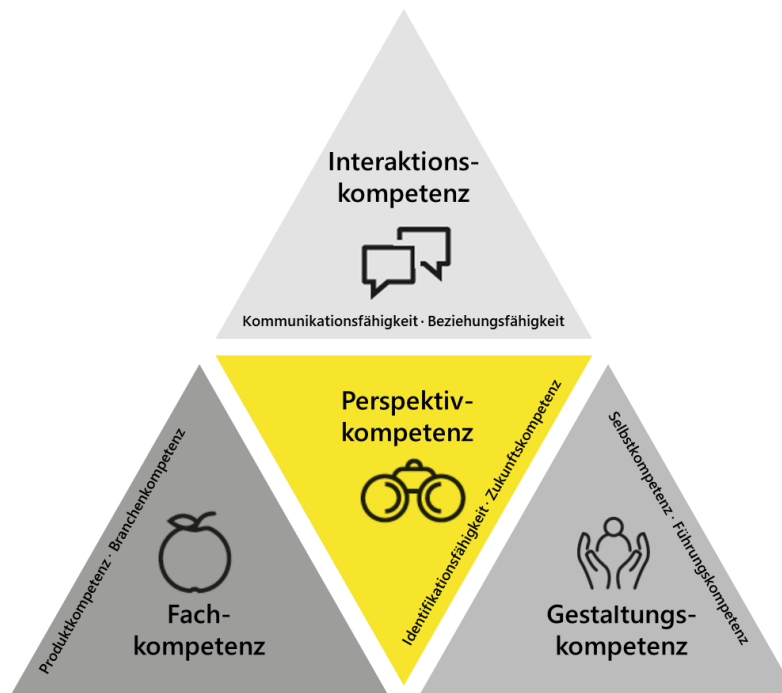 Interaktions-
kompetenz
Kommunikationsfähigkeit · Beziehungsfähigkeit
Perspektiv-
kompetenz
Identifikationsfähigkeit · Zukunftskompetenz
Produktkompetenz · Branchenkompetenz
Fach-
kompetenz
Selbstkompetenz · Führungskompetenz
Gestaltungs-
kompetenz